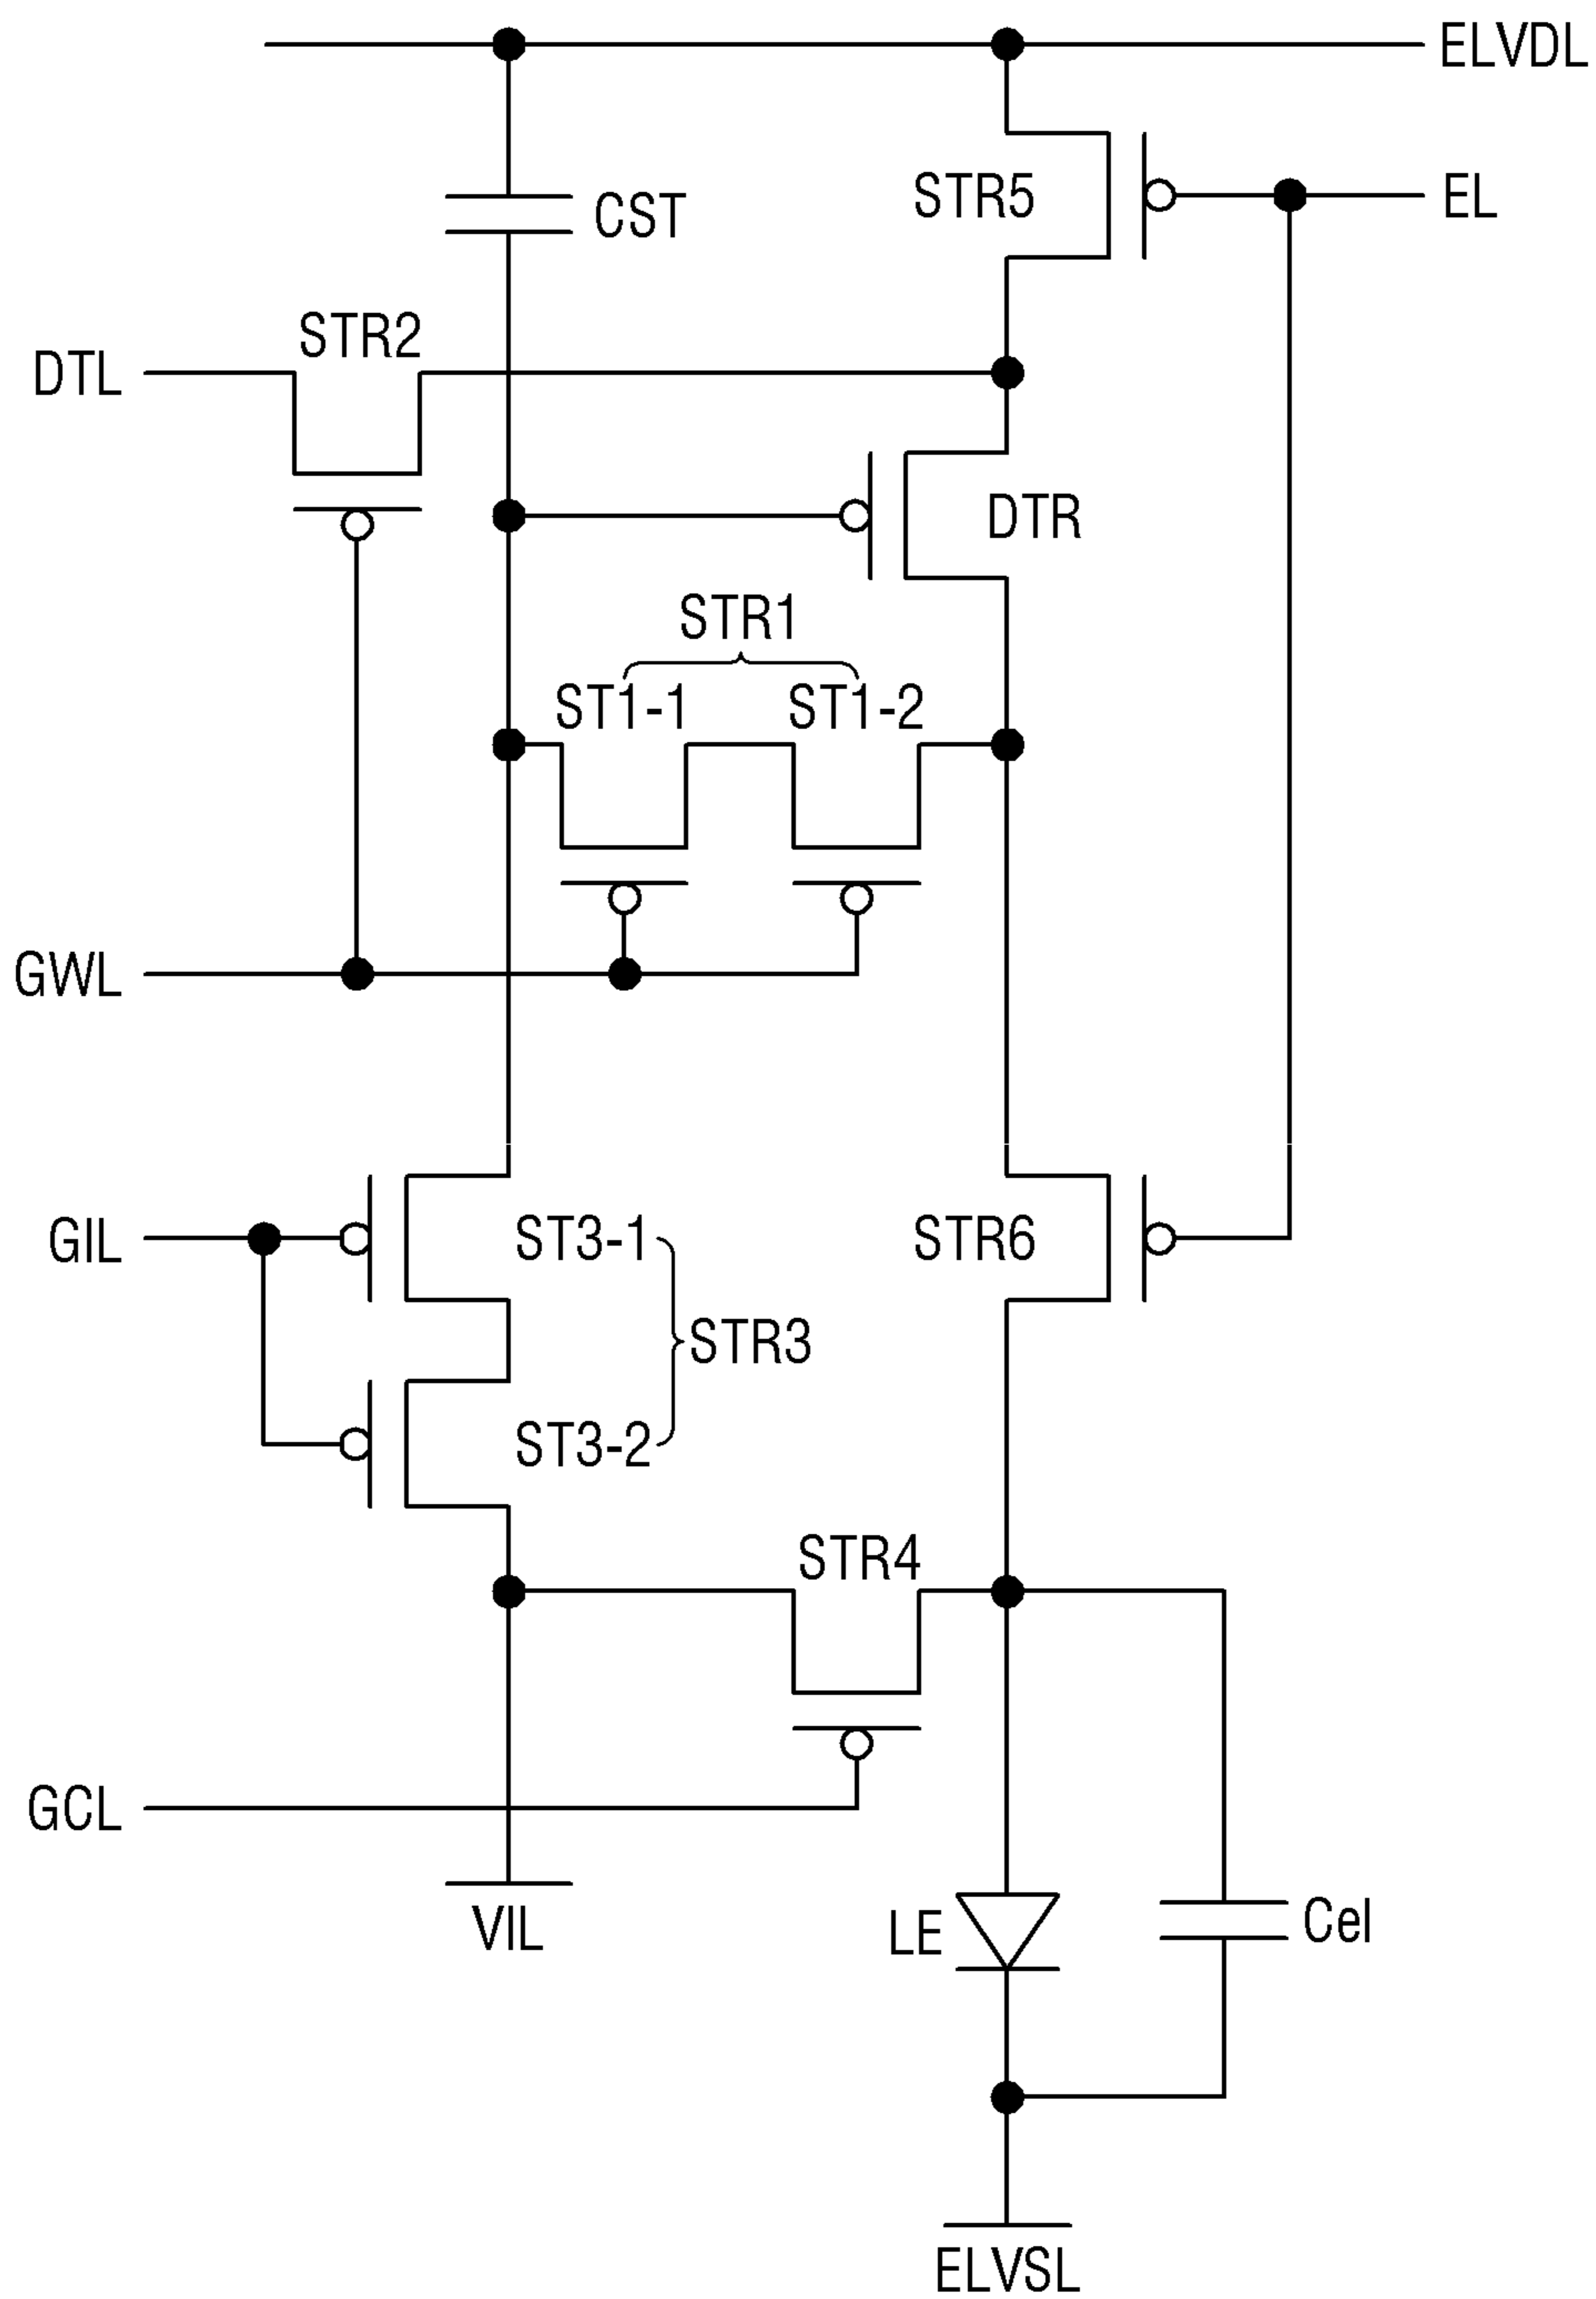 ELVDL
STR5
EL
CST
STR2
DTL
DTR
STR1
ST1-1
ST1-2
GWL
GIL
ST3-1
STR6
STR3
ST3-2
STR4
GCL
VIL
LE
Cel
ELVSL